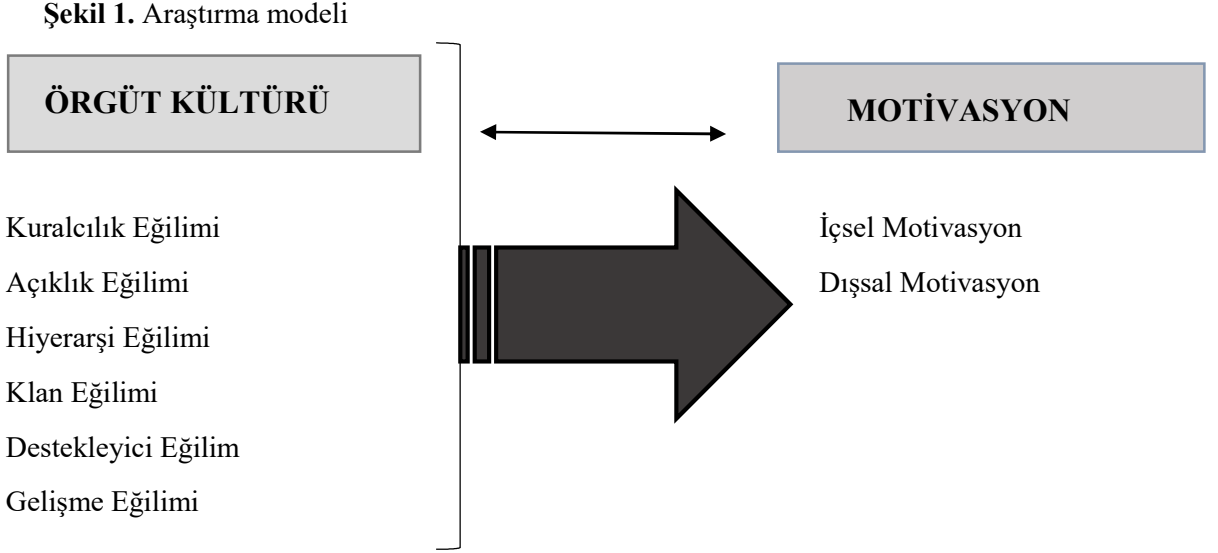 Şekil 1. Araştırma modeli
ÖRGÜT KÜLTÜRÜ
MOTİVASYON
Kuralcılık Eğilimi
Açıklık Eğilimi
Hiyerarşi Eğilimi
Klan Eğilimi
Destekleyici Eğilim
Gelişme Eğilimi
İçsel Motivasyon
Dışsal Motivasyon